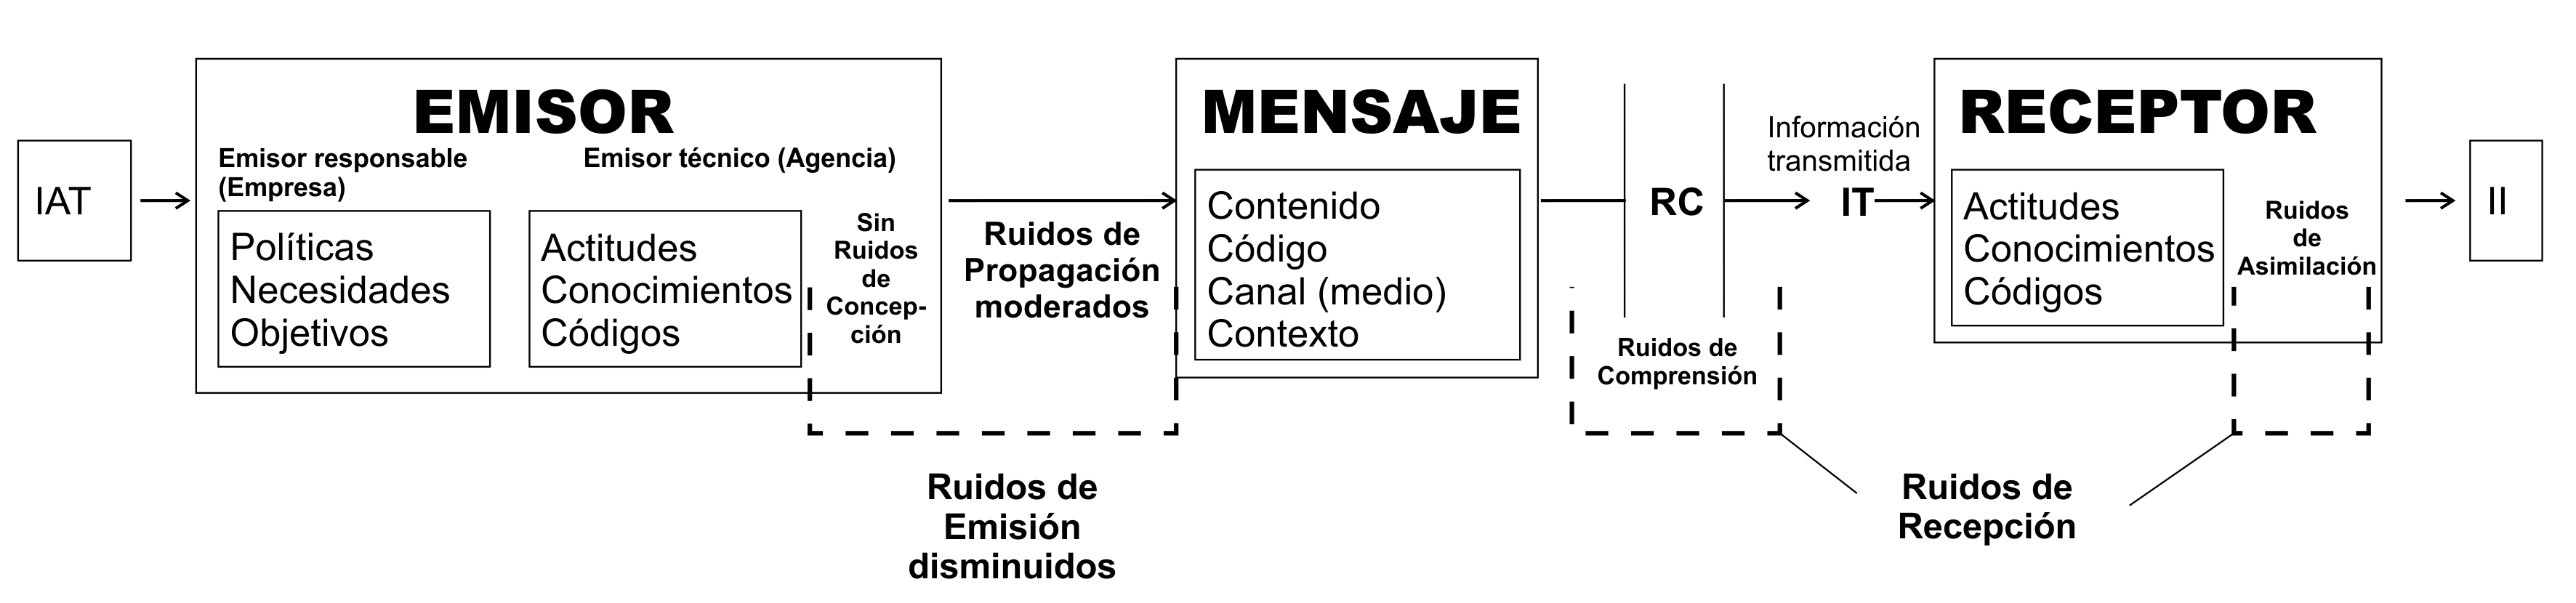 IAT
EMISOR
Emisor responsable
(Empresa)
Políticas
Necesidades
Objetivos
Emisor técnico (Agencia)
Actitudes
Conocimientos
Códigos
Sin
Ruidos
de
Concep-
ción
Ruidos de
Propagación
moderados
Ruidos de
Emisión
disminuidos
MENSAJE
Contenido
Código
Canal (medio)
Contexto
RC
Ruidos de
Comprensión
Información
transmitida
IT
RECEPTOR
Actitudes
Conocimientos
Códigos
Ruidos
de
Asimilación
Ruidos de
Recepción
II